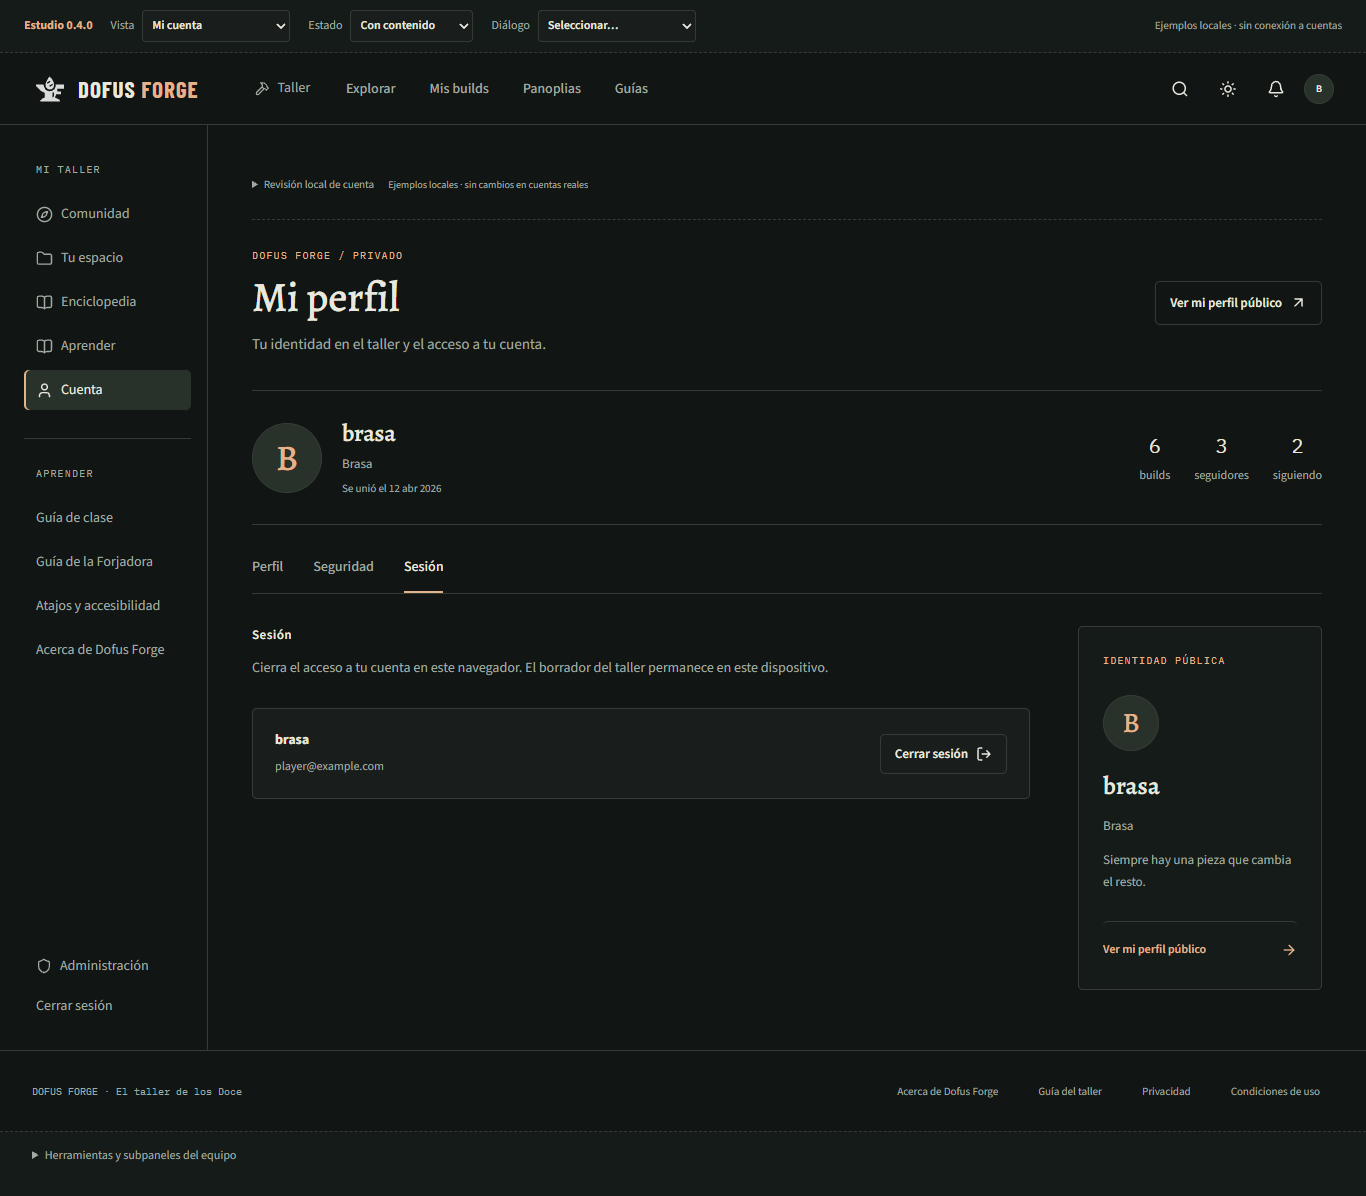 Estudio 0.4.0 Vista Mi cuenta Estado Con contenido Diálogo Seleccionar... Ejemplos locales · sin conexión a cuentas
DOFUS FORGE Taller Explorar Mis builds Panoplias Guías B
MI TALLER
Comunidad
Tu espacio
Enciclopedia
Aprender
Cuenta
APRENDER
Guía de clase
Guía de la Forjadora
Atajos y accesibilidad
Acerca de Dofus Forge
Administración
Cerrar sesión
Revisión local de cuenta Ejemplos locales · sin cambios en cuentas reales
DOFUS FORGE / PRIVADO
Mi perfil
Ver mi perfil público
Tu identidad en el taller y el acceso a tu cuenta.
B
brasa
Brasa
Se unió el 12 abr 2026
6 builds
3 seguidores
2 siguiendo
Perfil Seguridad Sesión
Sesión
Cierra el acceso a tu cuenta en este navegador. El borrador del taller permanece en este dispositivo.
brasa
player@example.com
Cerrar sesión
IDENTIDAD PÚBLICA
B
brasa
Brasa
Siempre hay una pieza que cambia
el resto.
Ver mi perfil público
DOFUS FORGE · El taller de los Doce Acerca de Dofus Forge Guía del taller Privacidad Condiciones de uso
Herramientas y subpaneles del equipo